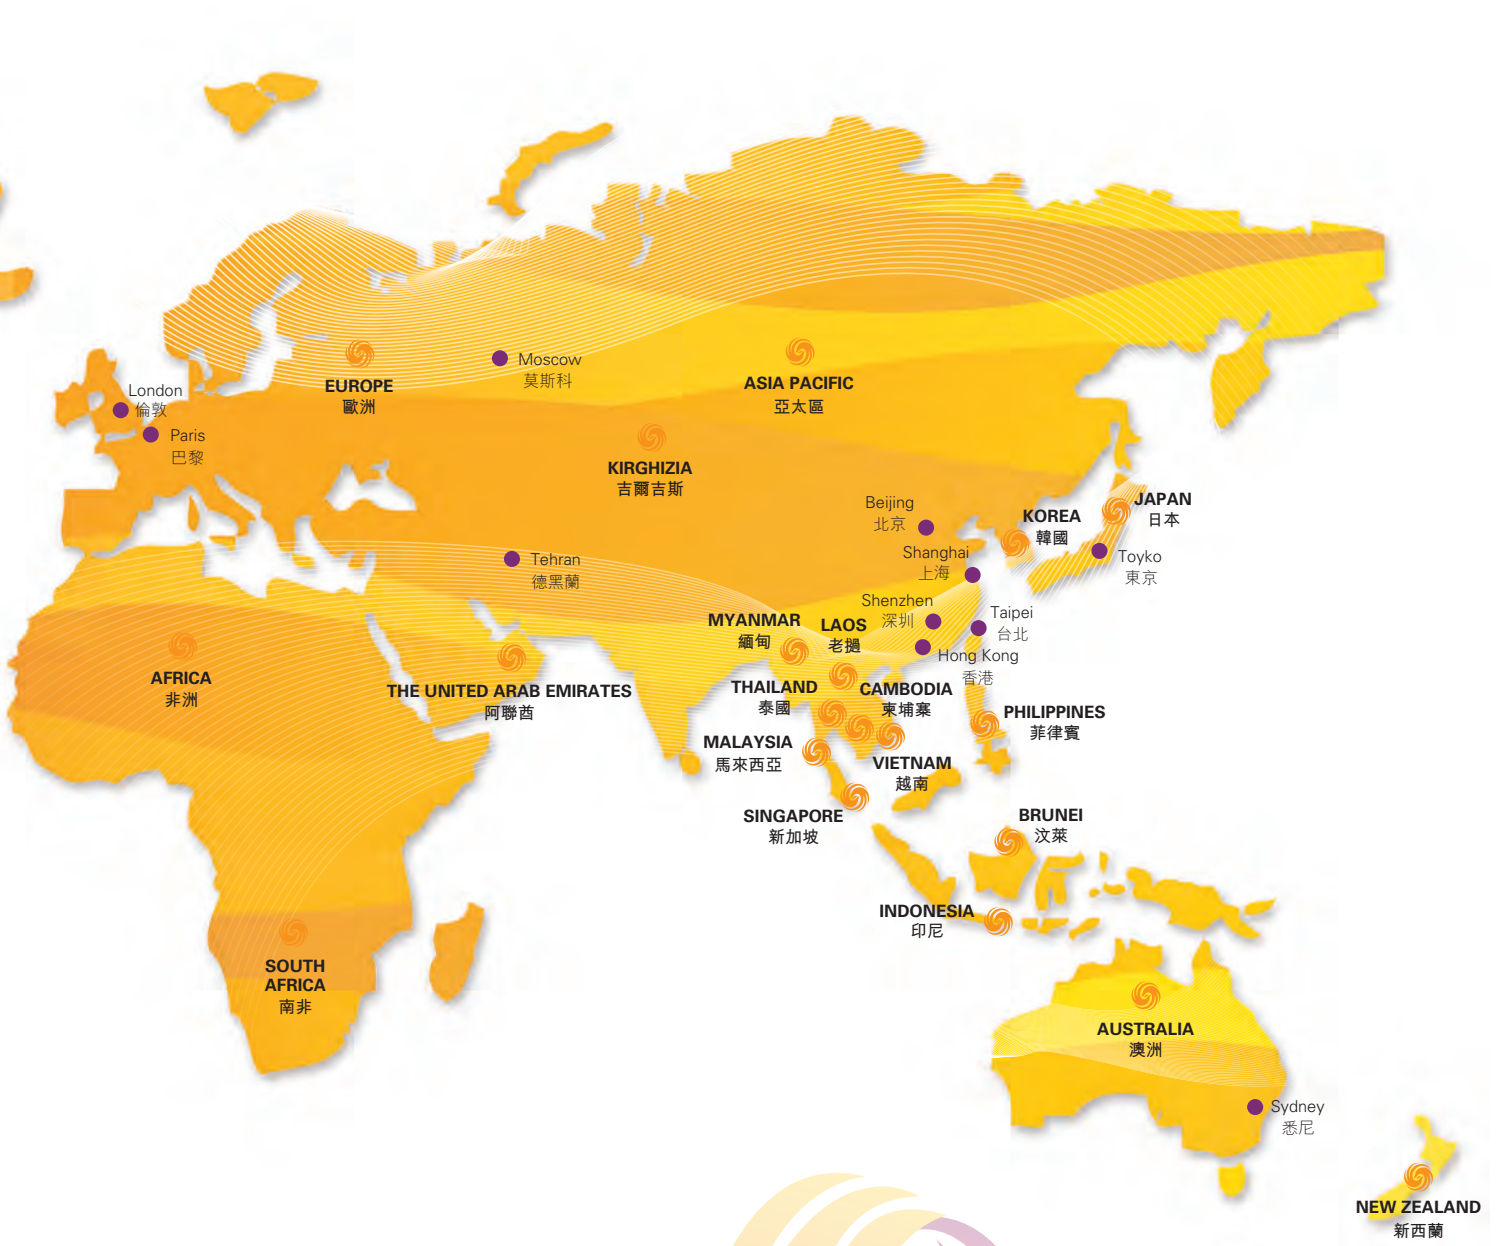 Moscow
莫斯科
EUROPE
歐洲
ASIA PACIFIC
亞太區
London
倫敦
Paris
巴黎
KIRGHIZIA
吉爾吉斯
Beijing
北京
JAPAN
日本
KOREA
韓國
Shanghai
上海
Toyko
東京
Tehran
德黑蘭
Shenzhen
深圳
Taipei
台北
MYANMAR
緬甸
LAOS
老撾
Hong Kong
香港
AFRICA
非洲
THE UNITED ARAB EMIRATES
阿聯酋
THAILAND
泰國
CAMBODIA
柬埔寨
PHILIPPINES
菲律賓
MALAYSIA
馬來西亞
VIETNAM
越南
SINGAPORE
新加坡
BRUNEI
汶萊
INDONESIA
印尼
SOUTH
AFRICA
南非
AUSTRALIA
澳洲
Sydney
悉尼
NEW ZEALAND
新西蘭